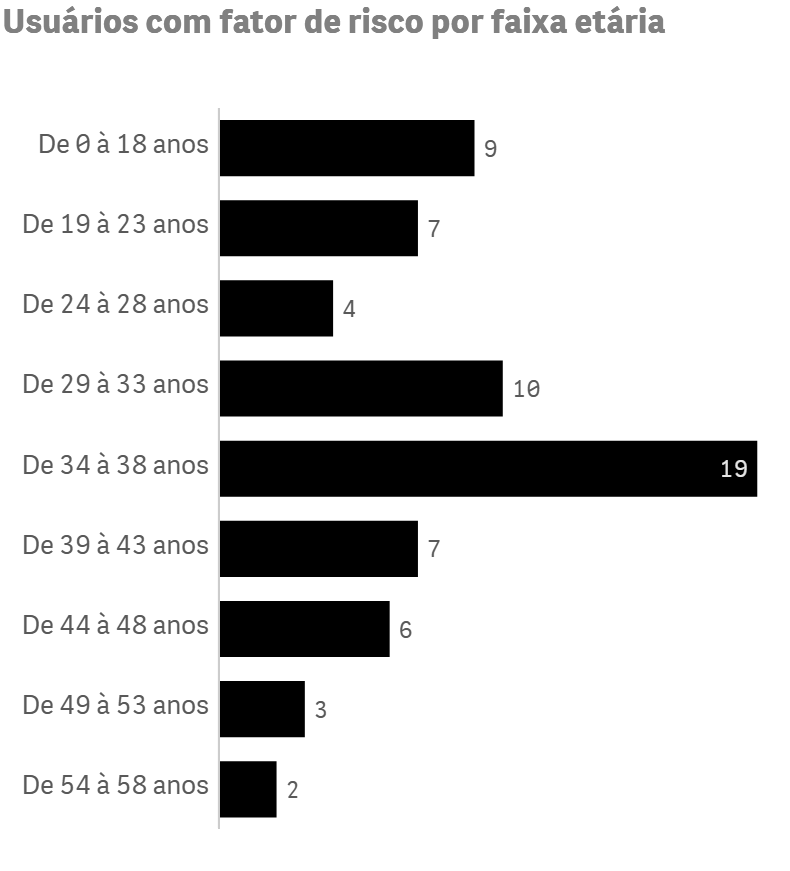 Usuários com fator de risco por faixa etária
De 0 à 18 anos 9
De 19 à 23 anos 7
De 24 à 28 anos 4
De 29 à 33 anos 10
De 34 à 38 anos 19
De 39 à 43 anos 7
De 44 à 48 anos 6
De 49 à 53 anos 3
De 54 à 58 anos 2